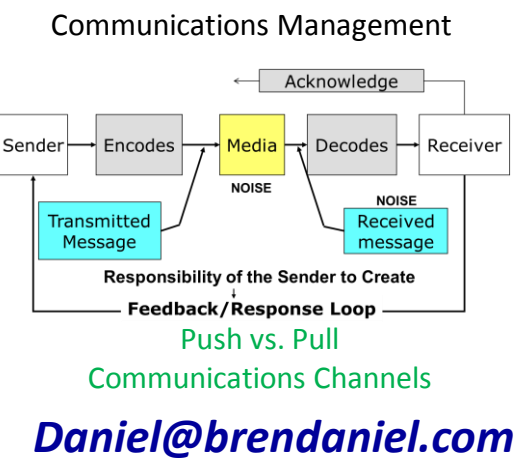 Communications Management
Acknowledge
Sender
Encodes
Media
Decodes
Receiver
NOISE
NOISE
Transmitted
Message
Received
message
Responsibility of the Sender to Create
Feedback/Response Loop
Push vs. Pull
Communications Channels
Daniel@brendaniel.com